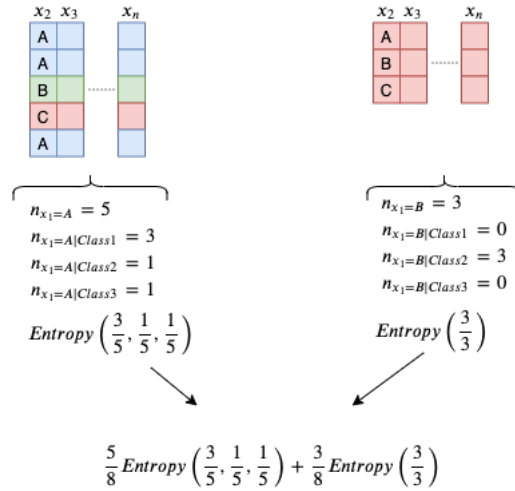 x₂ x₃ xₙ
A
A
B
C
A
x₂ x₃ xₙ
A
B
C
n_{x₁=A} = 5
n_{x₁=A|Class1} = 3
n_{x₁=A|Class2} = 1
n_{x₁=A|Class3} = 1
Entropy (3/5, 1/5, 1/5)
n_{x₁=B} = 3
n_{x₁=B|Class1} = 0
n_{x₁=B|Class2} = 3
n_{x₁=B|Class3} = 0
Entropy (3/3)
5/8 Entropy (3/5, 1/5, 1/5) + 3/8 Entropy (3/3)